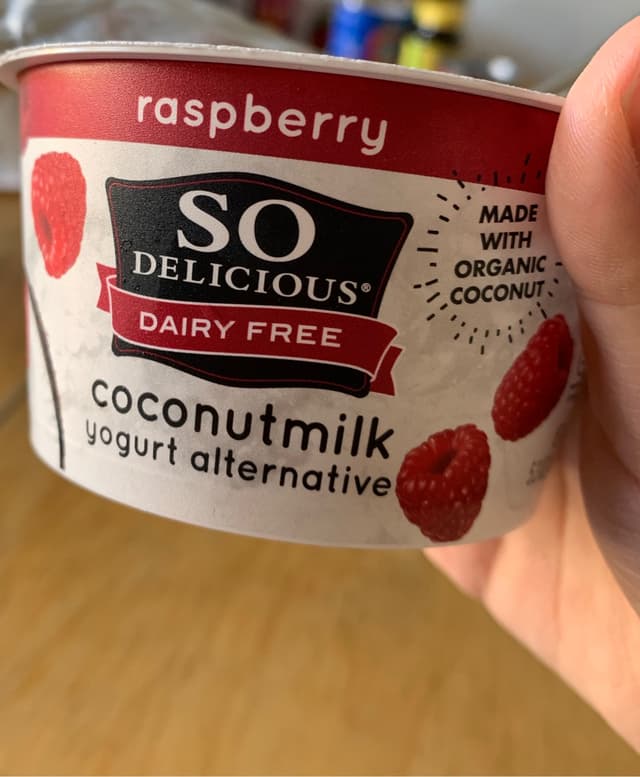 raspberry
SO
DELICIOUS®
DAIRY FREE
MADE
WITH
ORGANIC
COCONUT
coconutmilk
yogurt alternative